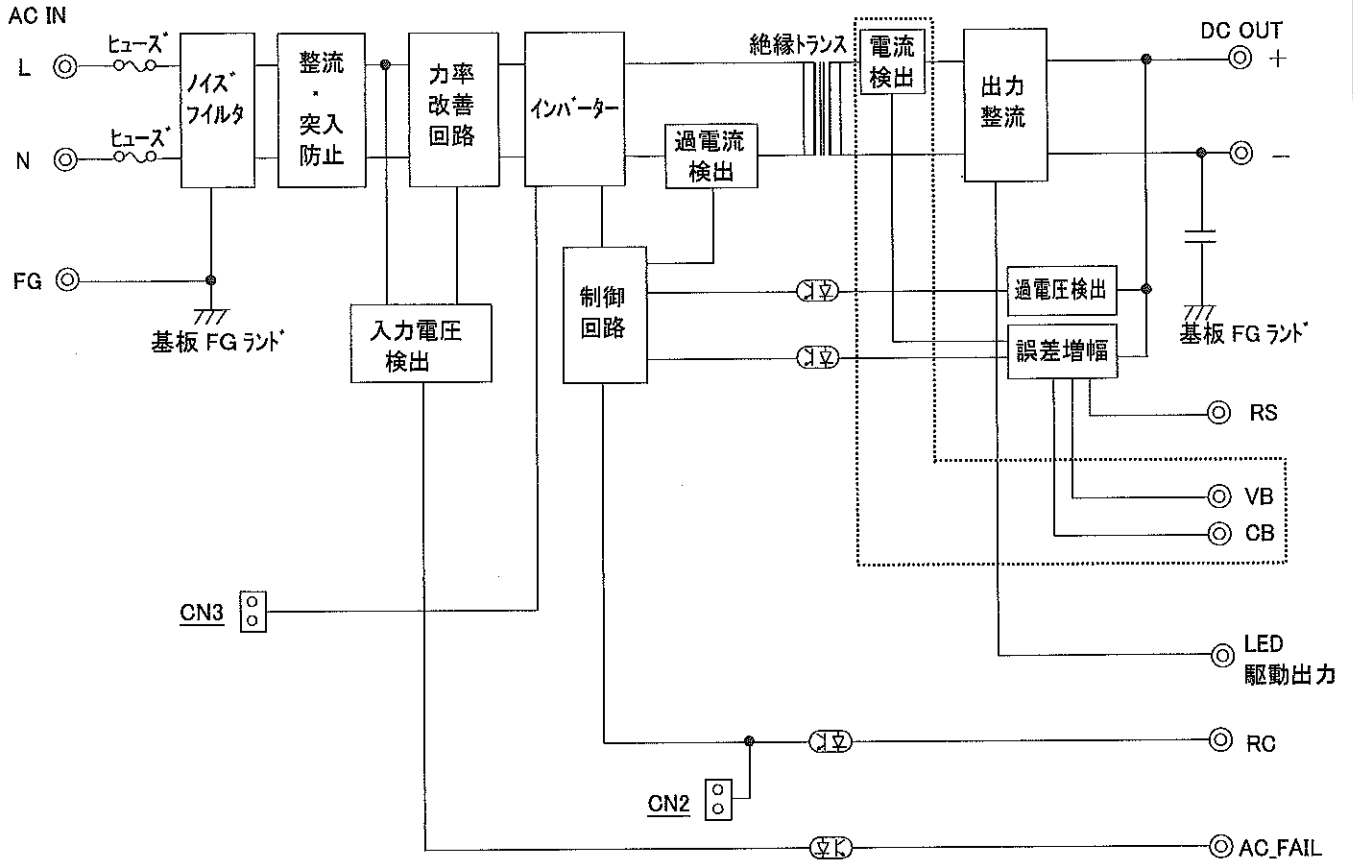 AC IN
L
ヒューズ
N
ヒューズ
FG
ノイズ
フイルタ
基板 FG ランド
整流
・
突入
防止
力率
改善
回路
インバーター
入力電圧
検出
制御
回路
過電流
検出
絶縁トランス
電流
検出
出力
整流
DC OUT
+
−
過電圧検出
誤差増幅
基板 FG ランド
RS
VB
CB
CN3
LED
駆動出力
RC
CN2
AC_FAIL